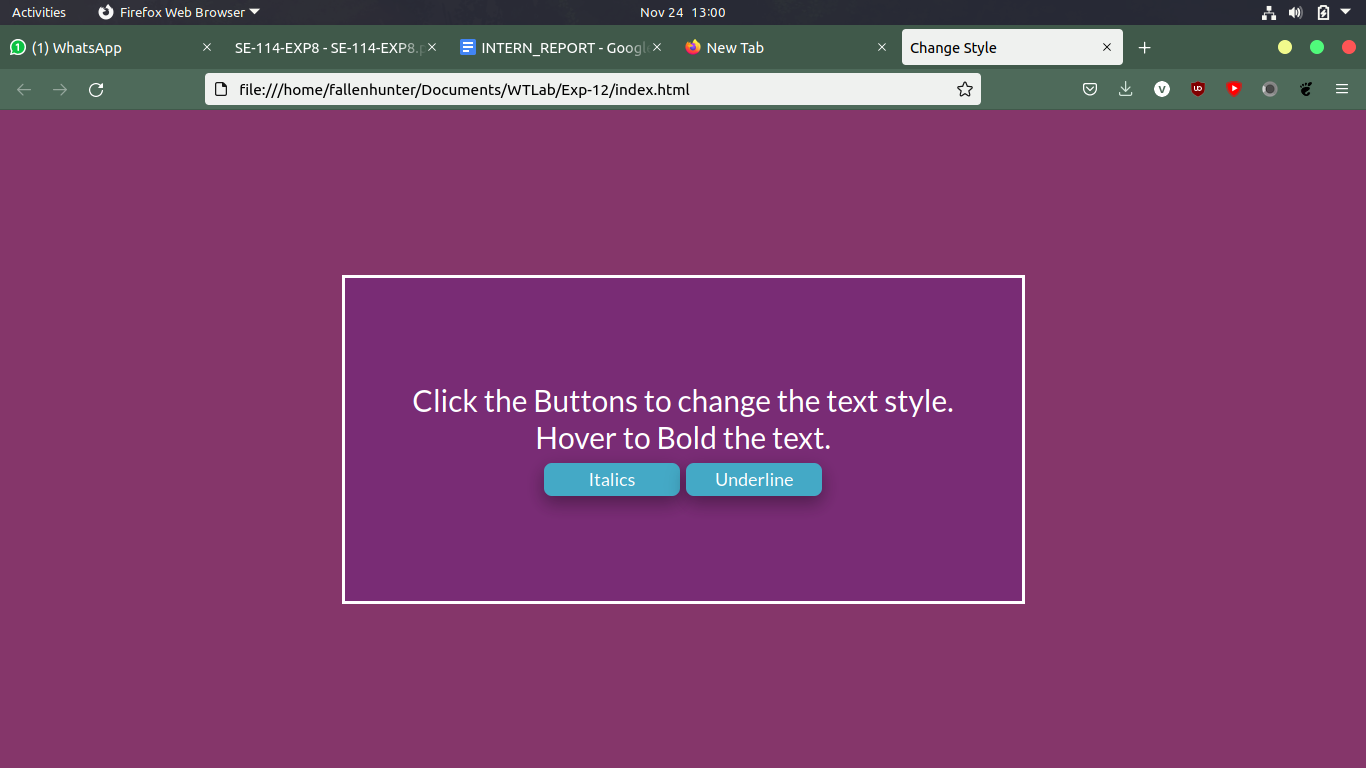 Activities Firefox Web Browser Nov 24 13:00
(1) WhatsApp SE-114-EXP8 - SE-114-EXP8.p INTERN_REPORT - Google New Tab Change Style
file:///home/fallenhunter/Documents/WTLab/Exp-12/index.html
Click the Buttons to change the text style.
Hover to Bold the text.
Italics Underline